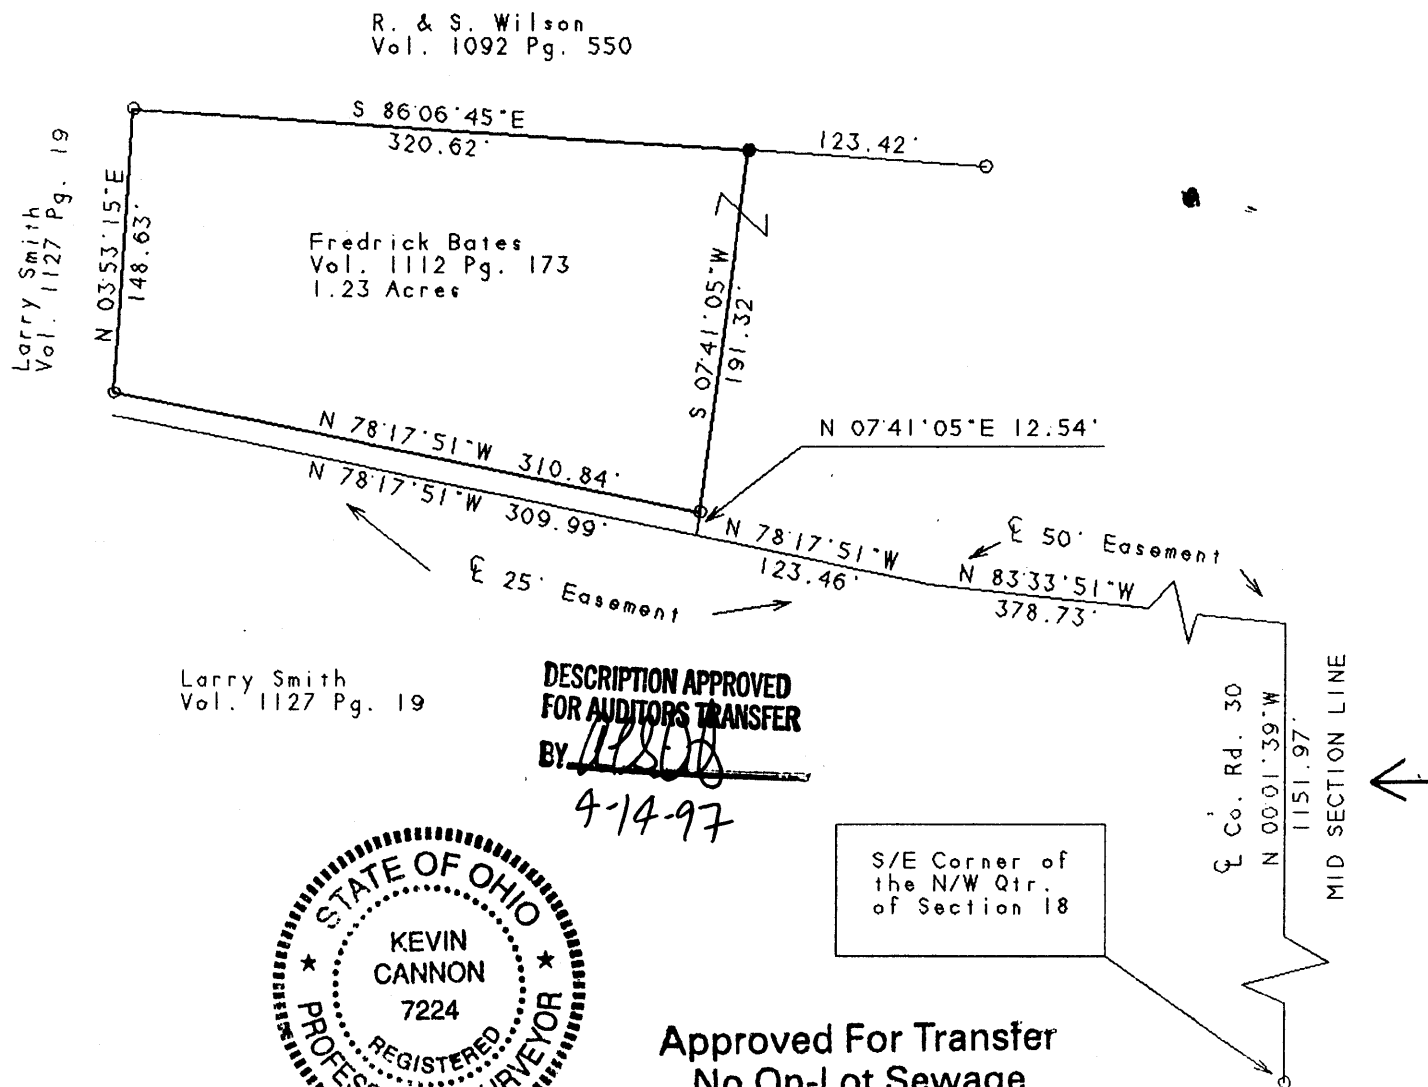 R. & S. Wilson
Vol. 1092 Pg. 550
S 86°06'45"E
320.62'
123.42'
Larry Smith
Vol. 1127 Pg. 19
N 03°53'15"E
148.63'
Fredrick Bates
Vol. 1112 Pg. 173
1.23 Acres
S 07°41'05"W
191.32'
N 07°41'05"E 12.54'
N 78°17'51"W 310.84'
N 78°17'51"W 309.99'
N 78°17'51"W
123.46'
℄ 50' Easement
N 83°33'51"W
378.73'
℄ 25' Easement
Larry Smith
Vol. 1127 Pg. 19
DESCRIPTION APPROVED
FOR AUDITORS TRANSFER
BY
4-14-97
℄ Co. Rd. 30
N 00°01'39"W
1151.97'
MID SECTION LINE
S/E Corner of
the N/W Qtr.
of Section 18
STATE OF OHIO
KEVIN
CANNON
7224
REGISTERED
Approved For Transfer
No On-Lot Sewage